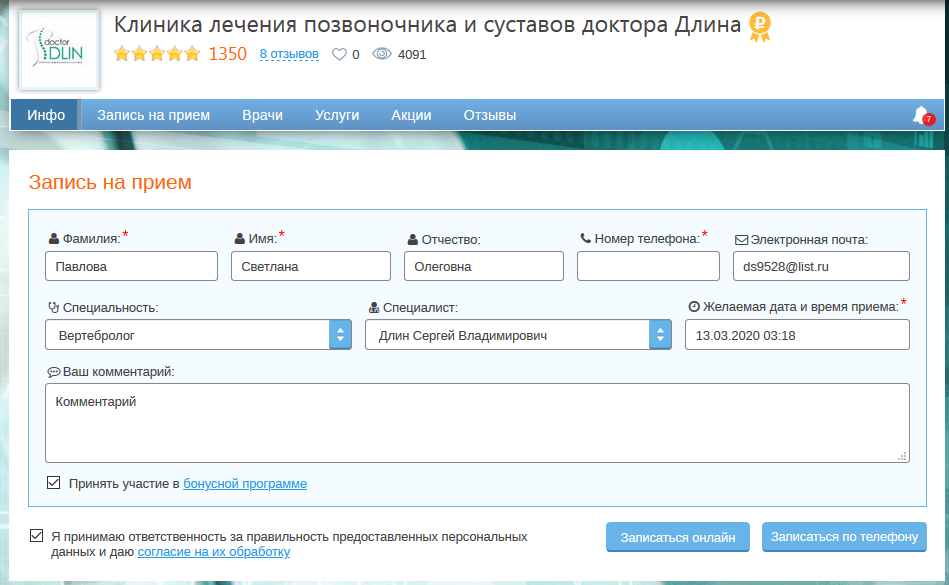 Клиника лечения позвоночника и суставов доктора Длина
doctor
DLIN
1350 8 отзывов 0 4091
Инфо Запись на прием Врачи Услуги Акции Отзывы 7
Запись на прием
Фамилия:* Имя:* Отчество: Номер телефона:* Электронная почта:
Павлова Светлана Олеговна ds9528@list.ru
Специальность: Специалист: Желаемая дата и время приема:*
Вертебролог Длин Сергей Владимирович 13.03.2020 03:18
Ваш комментарий:
Комментарий
Принять участие в бонусной программе
Я принимаю ответственность за правильность предоставленных персональных
данных и даю согласие на их обработку
Записаться онлайн Записаться по телефону